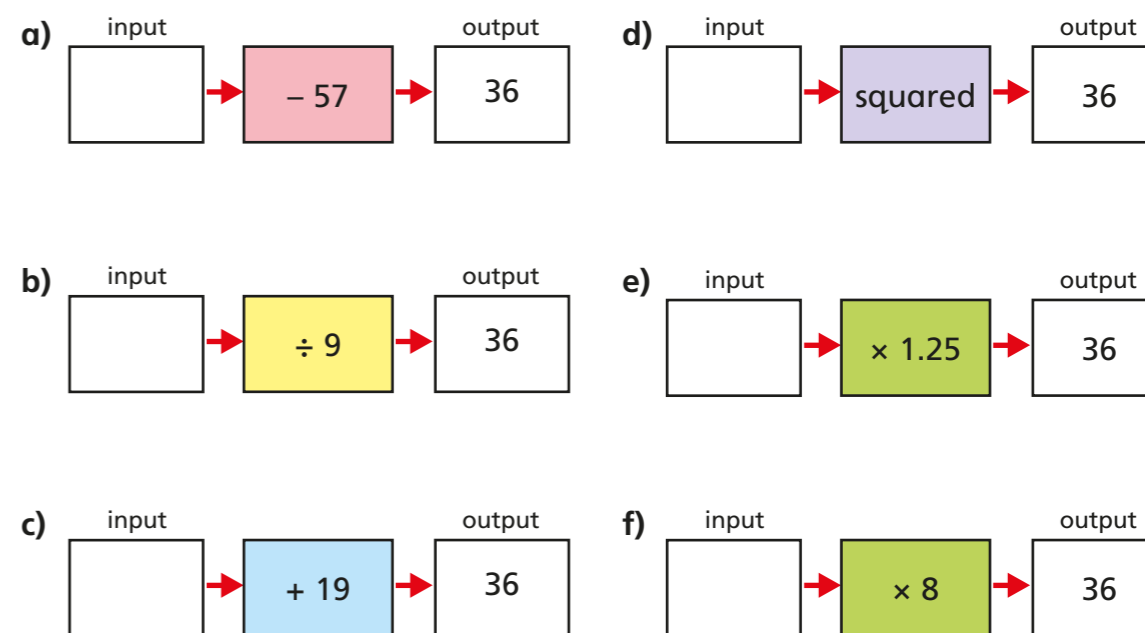 a)
input
output
– 57
36
b)
input
output
÷ 9
36
c)
input
output
+ 19
36
d)
input
output
squared
36
e)
input
output
× 1.25
36
f)
input
output
× 8
36